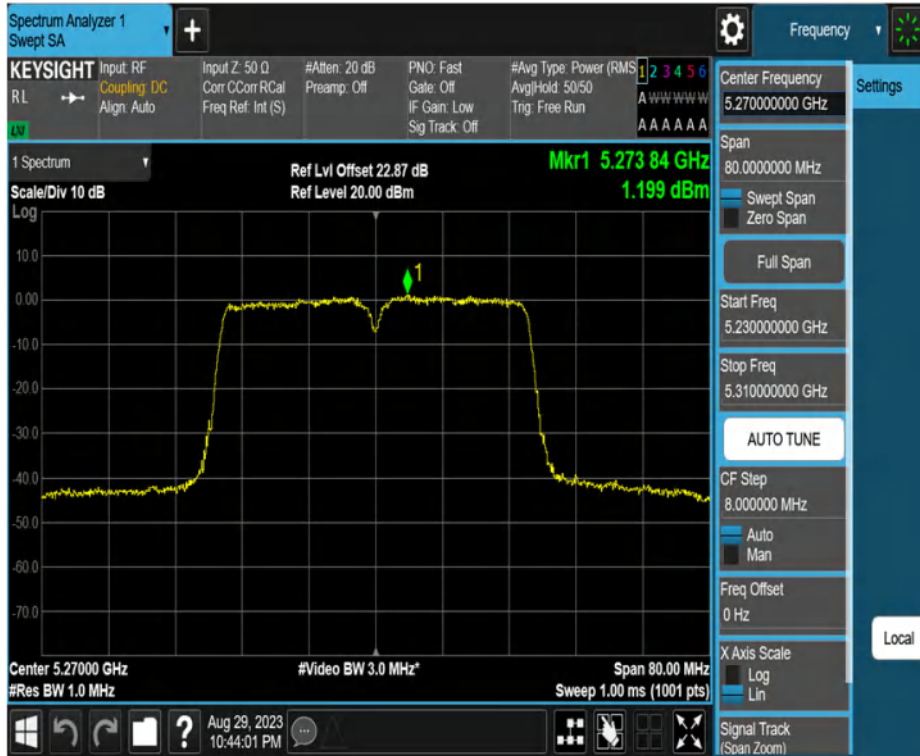 Spectrum Analyzer 1
Swept SA
Frequency
KEYSIGHT
RL
LXI
Input: RF
Coupling: DC
Align: Auto
Input Z: 50 Ω
Corr CCorr RCal
Freq Ref: Int (S)
#Atten: 20 dB
Preamp: Off
PNO: Fast
Gate: Off
IF Gain: Low
Sig Track: Off
#Avg Type: Power (RMS
Avg|Hold: 50/50
Trig: Free Run
1 2 3 4 5 6
A W W W W W
A A A A A A
1 Spectrum
Scale/Div 10 dB
Ref Lvl Offset 22.87 dB
Ref Level 20.00 dBm
Mkr1 5.273 84 GHz
1.199 dBm
Log
10.0
0.00
-10.0
-20.0
-30.0
-40.0
-50.0
-60.0
-70.0
1
Center 5.27000 GHz
#Res BW 1.0 MHz
#Video BW 3.0 MHz*
Span 80.00 MHz
Sweep 1.00 ms (1001 pts)
?
Aug 29, 2023
10:44:01 PM
Center Frequency
5.270000000 GHz
Span
80.0000000 MHz
Swept Span
Zero Span
Full Span
Start Freq
5.230000000 GHz
Stop Freq
5.310000000 GHz
AUTO TUNE
CF Step
8.000000 MHz
Auto
Man
Freq Offset
0 Hz
X Axis Scale
Log
Lin
Signal Track
(Span Zoom)
Settings
Local